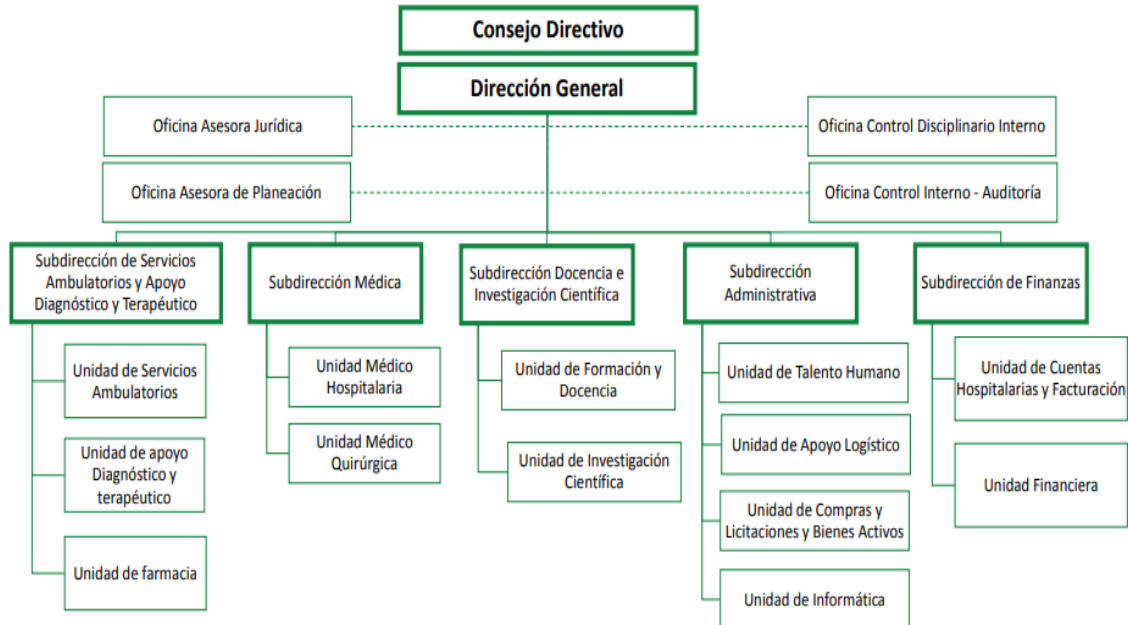 Consejo Directivo
Dirección General
Oficina Asesora Jurídica
Oficina Control Disciplinario Interno
Oficina Asesora de Planeación
Oficina Control Interno - Auditoría
Subdirección de Servicios
Ambulatorios y Apoyo
Diagnóstico y Terapéutico
Subdirección Médica
Subdirección Docencia e
Investigación Científica
Subdirección
Administrativa
Subdirección de Finanzas
Unidad de Servicios
Ambulatorios
Unidad de apoyo
Diagnóstico y
terapéutico
Unidad de farmacia
Unidad Médico
Hospitalaria
Unidad Médico
Quirúrgica
Unidad de Formación y
Docencia
Unidad de Investigación
Científica
Unidad de Talento Humano
Unidad de Apoyo Logístico
Unidad de Compras y
Licitaciones y Bienes Activos
Unidad de Informática
Unidad de Cuentas
Hospitalarias y Facturación
Unidad Financiera